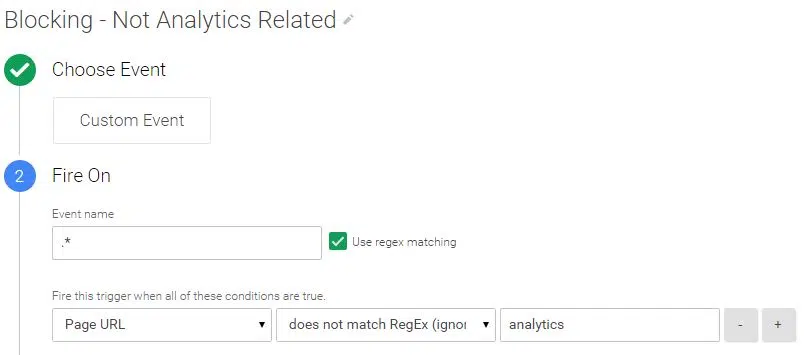 Blocking - Not Analytics Related
Choose Event
Custom Event
2 Fire On
Event name
.* Use regex matching
Fire this trigger when all of these conditions are true.
Page URL does not match RegEx (ignor analytics - +